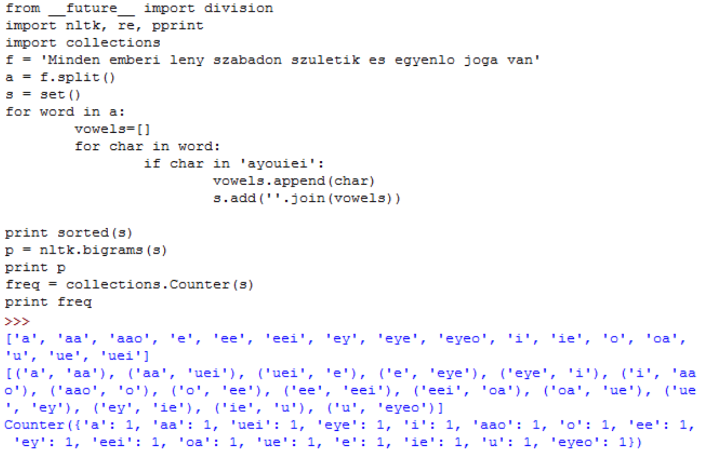 from __future__ import division
import nltk, re, pprint
import collections
f = 'Minden emberi leny szabadon szuletik es egyenlo joga van'
a = f.split()
s = set()
for word in a:
        vowels=[]
        for char in word:
                if char in 'ayouiei':
                        vowels.append(char)
                        s.add(''.join(vowels))
print sorted(s)
p = nltk.bigrams(s)
print p
freq = collections.Counter(s)
print freq
>>>
['a', 'aa', 'aao', 'e', 'ee', 'eei', 'ey', 'eye', 'eyeo', 'i', 'ie', 'o', 'oa',
'u', 'ue', 'uei']
[('a', 'aa'), ('aa', 'uei'), ('uei', 'e'), ('e', 'eye'), ('eye', 'i'), ('i', 'aa
o'), ('aao', 'o'), ('o', 'ee'), ('ee', 'eei'), ('eei', 'oa'), ('oa', 'ue'), ('ue
', 'ey'), ('ey', 'ie'), ('ie', 'u'), ('u', 'eyeo')]
Counter({'a': 1, 'aa': 1, 'uei': 1, 'eye': 1, 'i': 1, 'aao': 1, 'o': 1, 'ee': 1,
 'ey': 1, 'eei': 1, 'oa': 1, 'ue': 1, 'e': 1, 'ie': 1, 'u': 1, 'eyeo': 1})